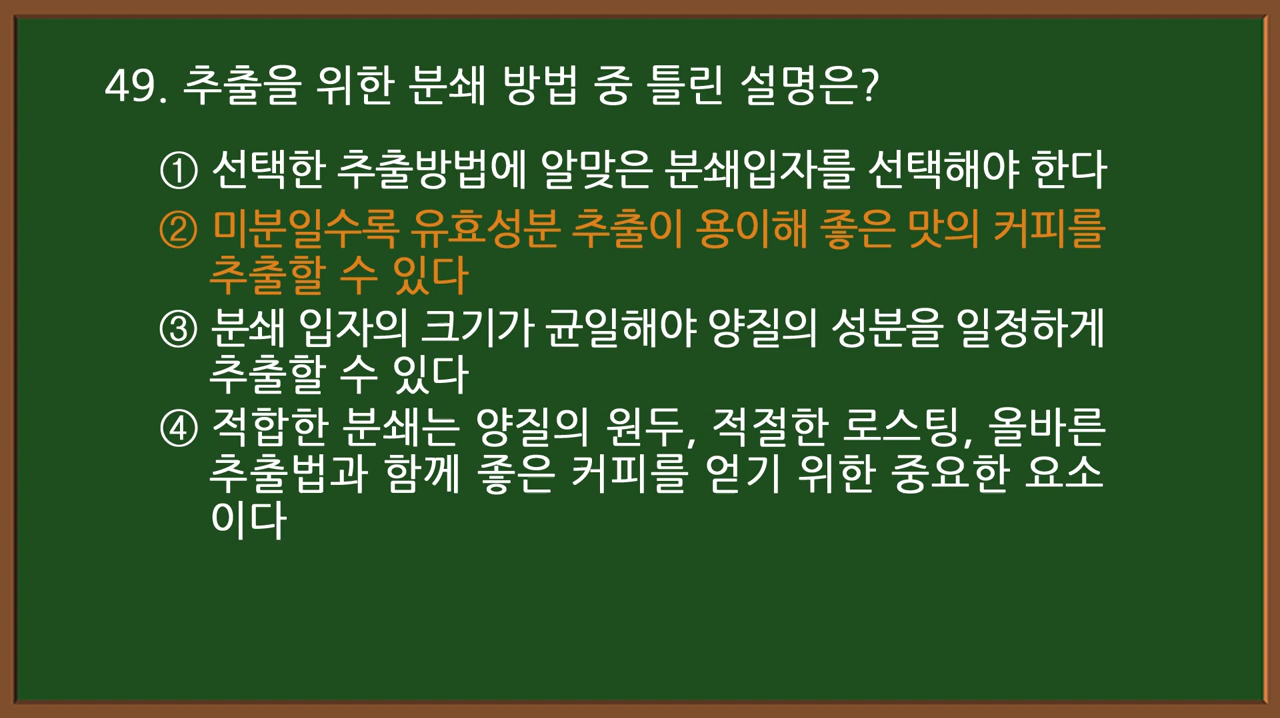 49. 추출을 위한 분쇄 방법 중 틀린 설명은?
① 선택한 추출방법에 알맞은 분쇄입자를 선택해야 한다
② 미분일수록 유효성분 추출이 용이해 좋은 맛의 커피를
추출할 수 있다
③ 분쇄 입자의 크기가 균일해야 양질의 성분을 일정하게
추출할 수 있다
④ 적합한 분쇄는 양질의 원두, 적절한 로스팅, 올바른
추출법과 함께 좋은 커피를 얻기 위한 중요한 요소
이다